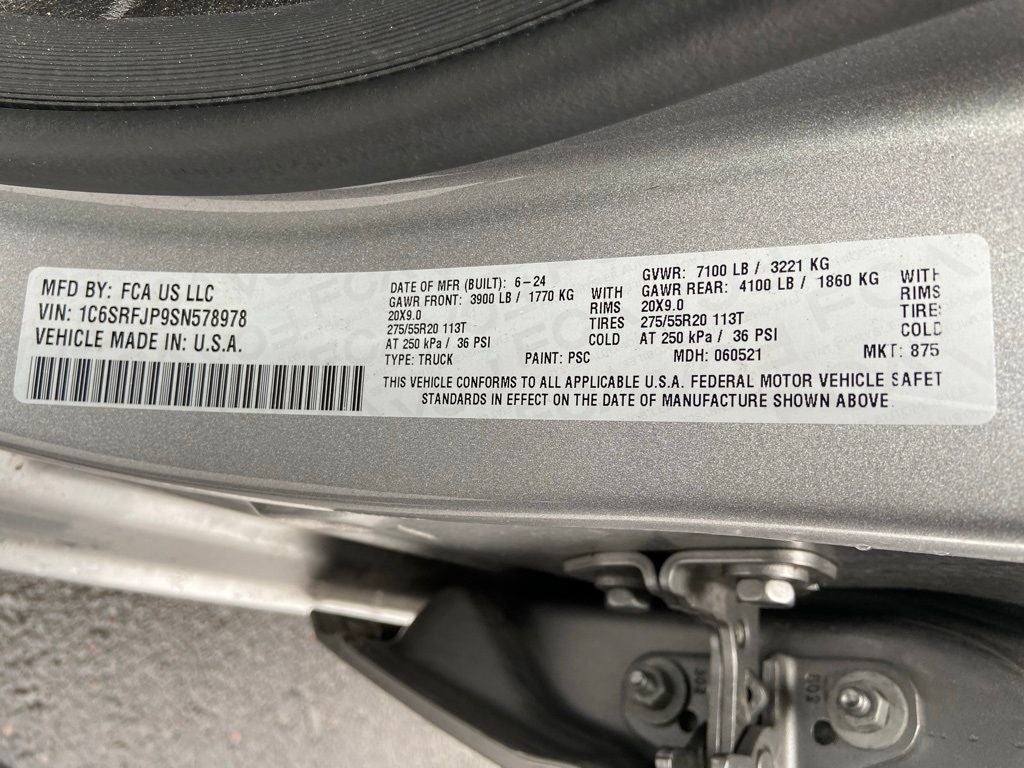 MFD BY: FCA US LLC
VIN: 1C6SRFJP9SN578978
VEHICLE MADE IN: U.S.A.
DATE OF MFR (BUILT): 6-24
GAWR FRONT: 3900 LB / 1770 KG WITH
20X9.0 RIMS
275/55R20 113T TIRES
AT 250 kPa / 36 PSI COLD
GVWR: 7100 LB / 3221 KG
GAWR REAR: 4100 LB / 1860 KG WITH
20X9.0 RIMS
275/55R20 113T TIRES
AT 250 kPa / 36 PSI COLD
TYPE: TRUCK PAINT: PSC MDH: 060521 MKT: 875
THIS VEHICLE CONFORMS TO ALL APPLICABLE U.S.A. FEDERAL MOTOR VEHICLE SAFET
STANDARDS IN EFFECT ON THE DATE OF MANUFACTURE SHOWN ABOVE